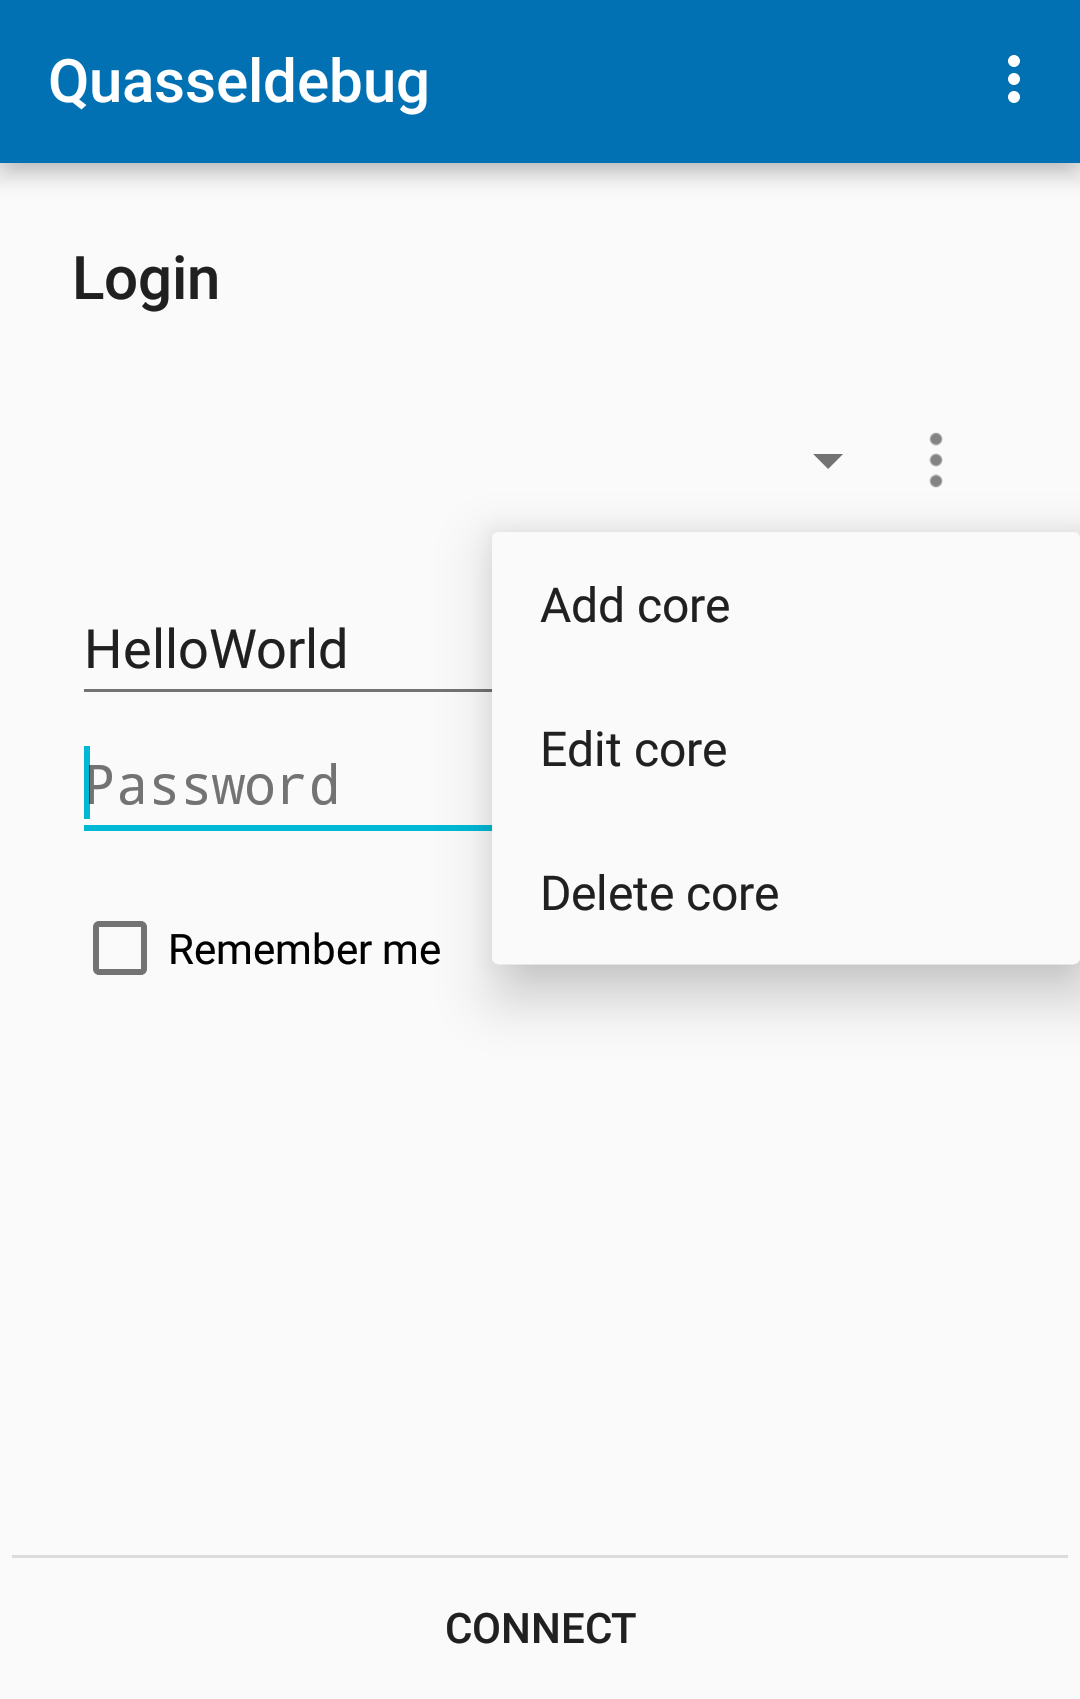 Quasseldebug
Login
Add core
HelloWorld
Edit core
Password
Delete core
Remember me
CONNECT